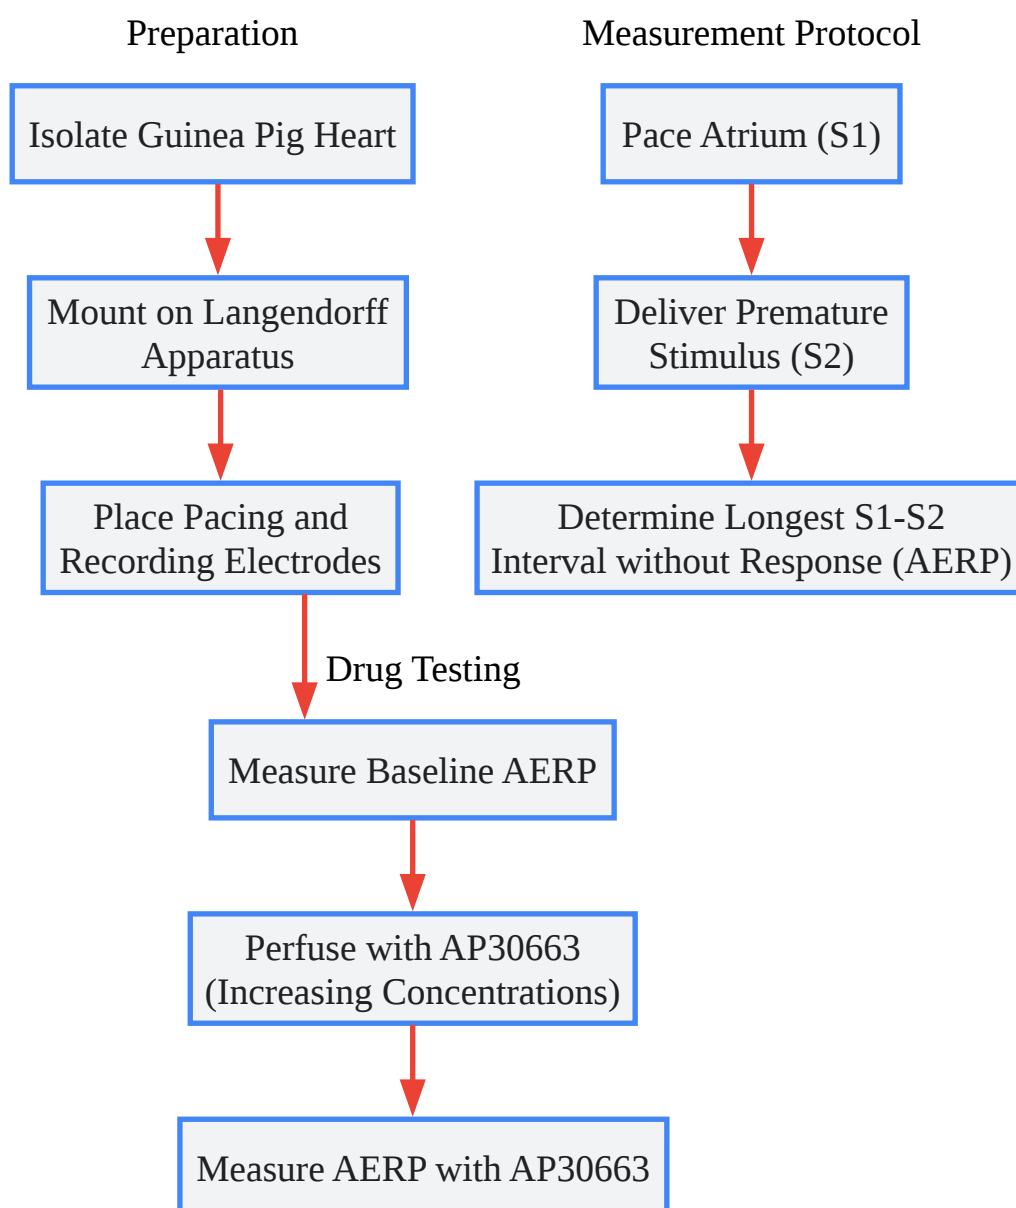 Preparation
Isolate Guinea Pig Heart
Mount on Langendorff
Apparatus
Place Pacing and
Recording Electrodes
Measurement Protocol
Pace Atrium (S1)
Deliver Premature
Stimulus (S2)
Determine Longest S1-S2
Interval without Response (AERP)
Drug Testing
Measure Baseline AERP
Perfuse with AP30663
(Increasing Concentrations)
Measure AERP with AP30663